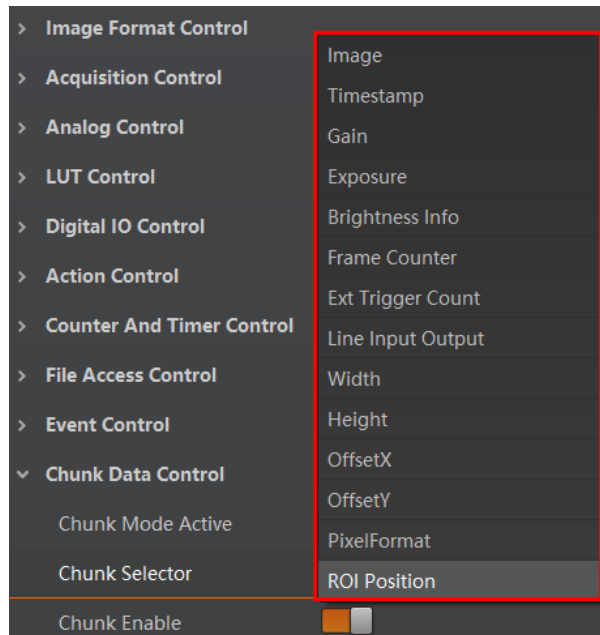 Image Format Control
Acquisition Control
Analog Control
LUT Control
Digital IO Control
Action Control
Counter And Timer Control
File Access Control
Event Control
Chunk Data Control
Chunk Mode Active
Chunk Selector
Chunk Enable
Image
Timestamp
Gain
Exposure
Brightness Info
Frame Counter
Ext Trigger Count
Line Input Output
Width
Height
OffsetX
OffsetY
PixelFormat
ROI Position